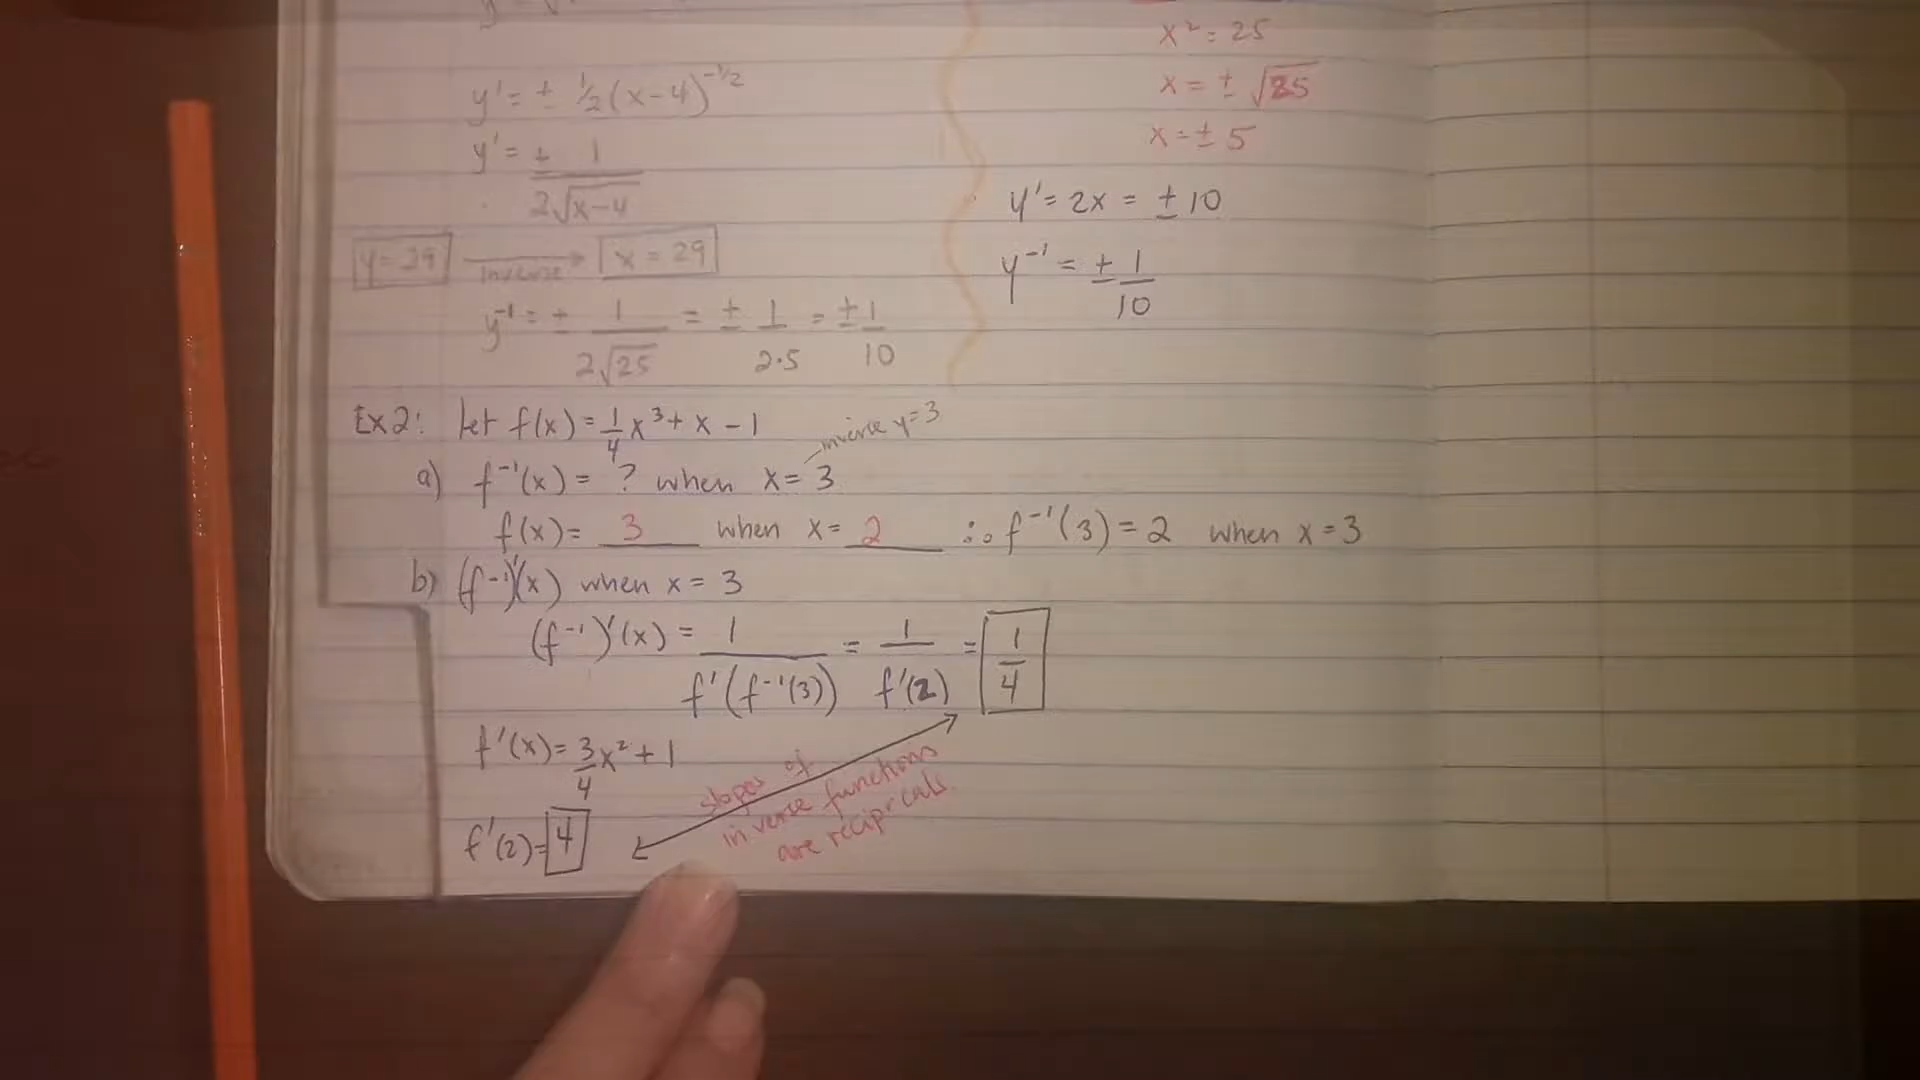 y' = ± 1/2 (x-4)^-1/2
y' = ± 1 / 2√(x-4)
y = 29 inverse → x = 29
y^-1 = ± 1 / 2√25 = ± 1 / 2·5 = ± 1 / 10
x² = 25
x = ± √25
x = ± 5
y' = 2x = ± 10
y^-1 = ± 1 / 10
Ex2: let f(x) = 1/4 x³ + x - 1
inverse y=3
a) f^-1(x) = ? when x = 3
f(x) = 3 when x = 2 ∴ f^-1(3) = 2 when x = 3
b) (f^-1)'(x) when x = 3
(f^-1)'(x) = 1 / f'(f^-1(3)) = 1 / f'(2) = 1/4
f'(x) = 3/4 x² + 1
slopes of
inverse functions
are recipricals.
f'(2) = 4